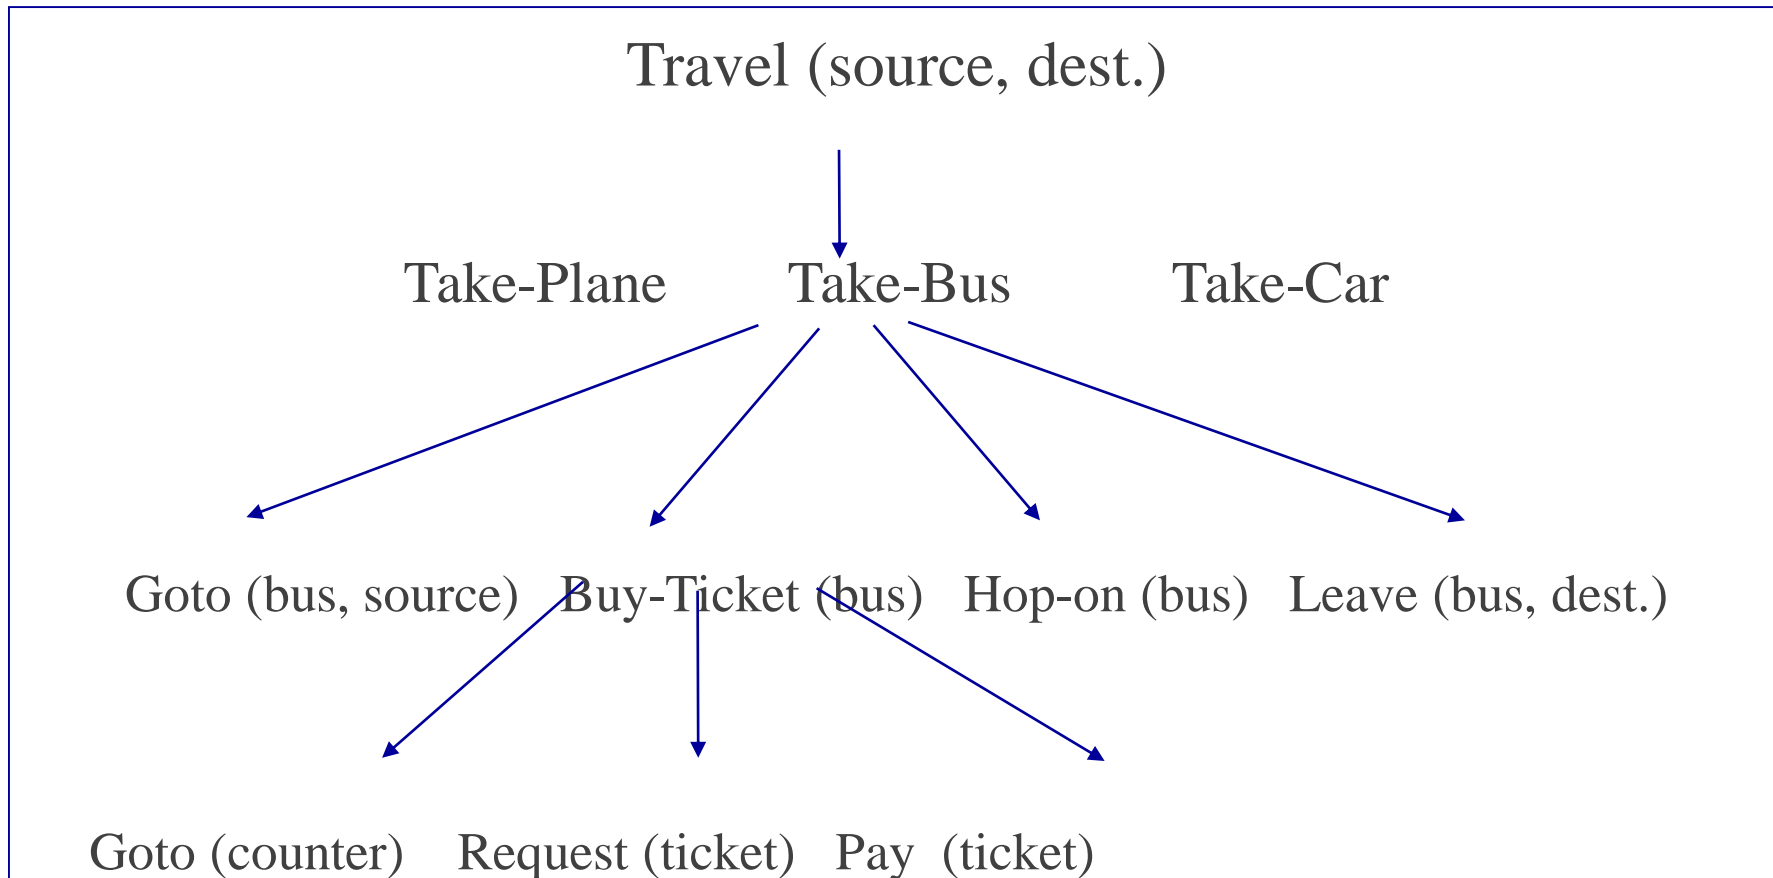 Travel (source, dest.)
Take-Plane Take-Bus Take-Car
Goto (bus, source) Buy-Ticket (bus) Hop-on (bus) Leave (bus, dest.)
Goto (counter) Request (ticket) Pay (ticket)